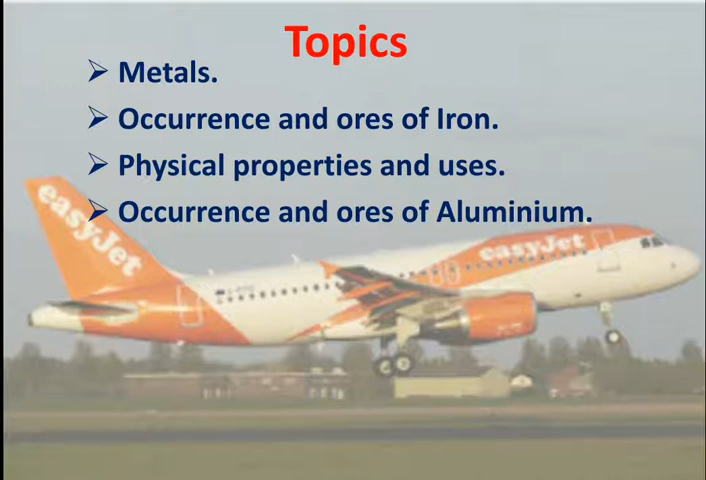 Topics
➢ Metals.
➢ Occurrence and ores of Iron.
➢ Physical properties and uses.
➢ Occurrence and ores of Aluminium.
easyJet
easyJet